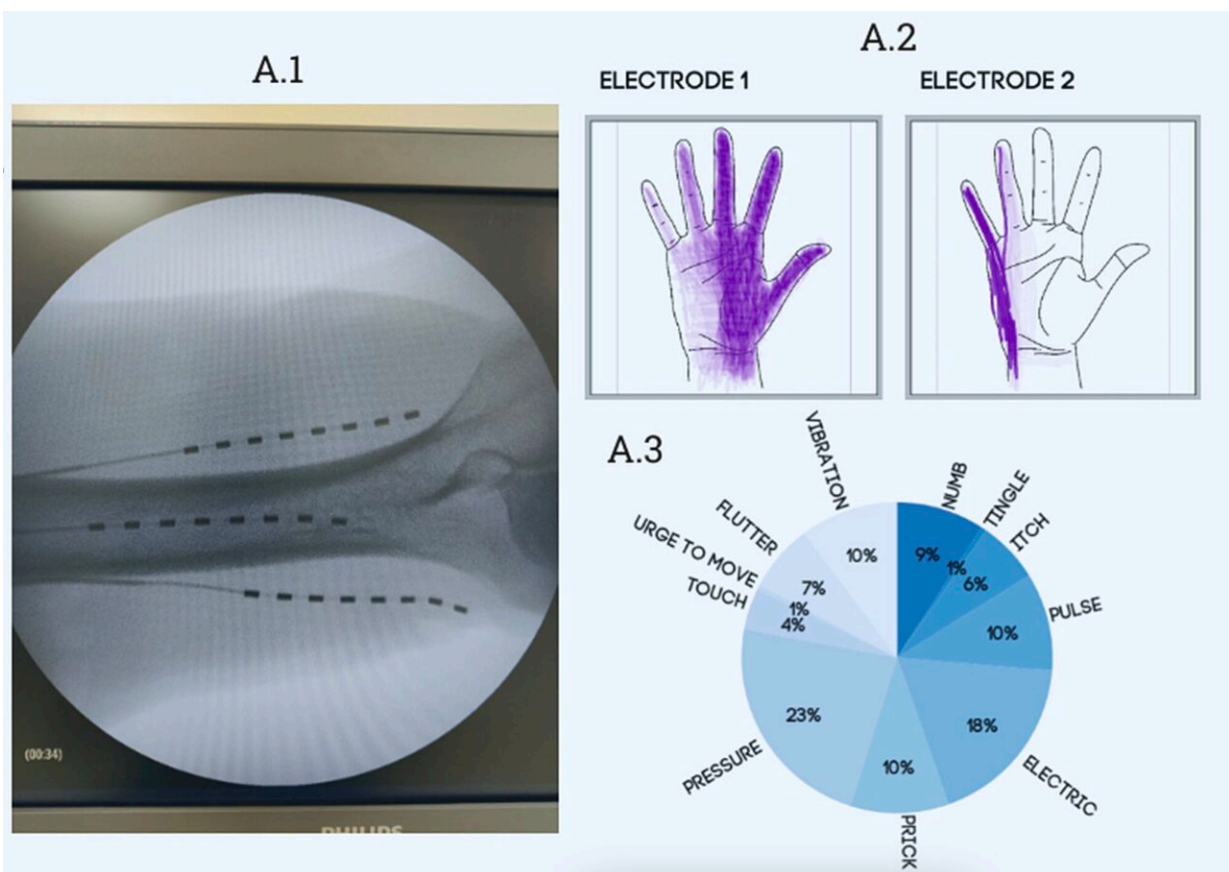 A.1
(00:34)
PHILIPS
A.2
ELECTRODE 1
ELECTRODE 2
A.3
VIBRATION
NUMB
TINGLE
ITCH
PULSE
ELECTRIC
PRICK
PRESSURE
TOUCH
URGE TO MOVE
FLUTTER
10%
9%
1%
6%
10%
18%
10%
23%
4%
1%
7%